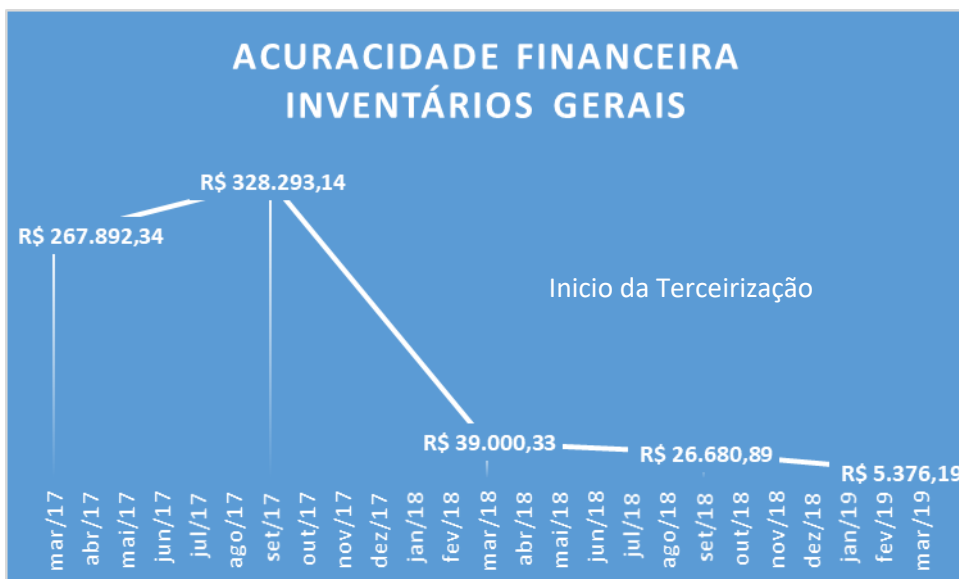 ACURACIDADE FINANCEIRA
INVENTÁRIOS GERAIS
R$ 328.293,14
R$ 267.892,34
Inicio da Terceirização
R$ 39.000,33
R$ 26.680,89
R$ 5.376,19
mar/17
abr/17
mai/17
jun/17
jul/17
ago/17
set/17
out/17
nov/17
dez/17
jan/18
fev/18
mar/18
abr/18
mai/18
jun/18
jul/18
ago/18
set/18
out/18
nov/18
dez/18
jan/19
fev/19
mar/19